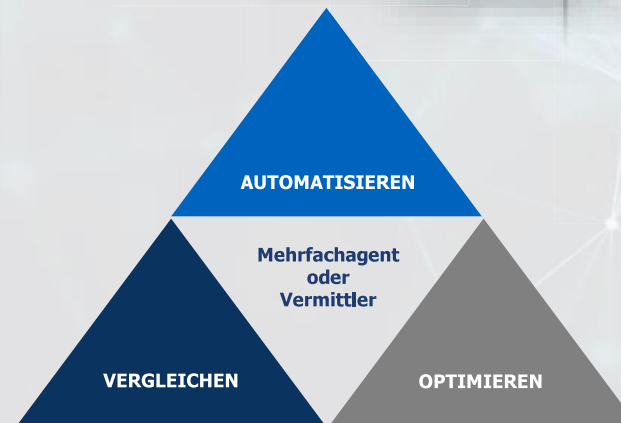 AUTOMATISIEREN
Mehrfachagent
oder
Vermittler
VERGLEICHEN
OPTIMIEREN